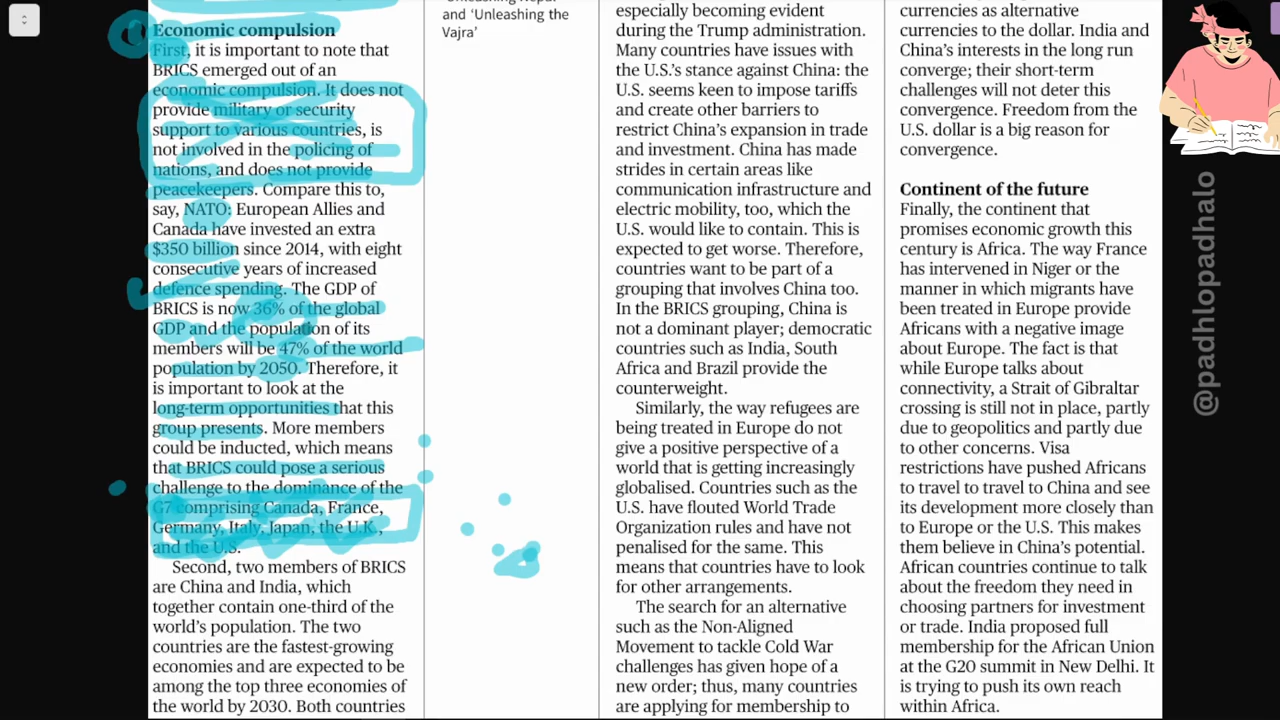 Economic compulsion
First, it is important to note that
BRICS emerged out of an
economic compulsion. It does not
provide military or security
support to various countries, is
not involved in the policing of
nations, and does not provide
peacekeepers. Compare this to,
say, NATO: European Allies and
Canada have invested an extra
$350 billion since 2014, with eight
consecutive years of increased
defence spending. The GDP of
BRICS is now 36% of the global
GDP and the population of its
members will be 47% of the world
population by 2050. Therefore, it
is important to look at the
long-term opportunities that this
group presents. More members
could be inducted, which means
that BRICS could pose a serious
challenge to the dominance of the
G7 comprising Canada, France,
Germany, Italy, Japan, the U.K.,
and the U.S.
Second, two members of BRICS
are China and India, which
together contain one-third of the
world's population. The two
countries are the fastest-growing
economies and are expected to be
among the top three economies of
the world by 2030. Both countries
and 'Unleashing the
Vajra'
especially becoming evident
during the Trump administration.
Many countries have issues with
the U.S.'s stance against China: the
U.S. seems keen to impose tariffs
and create other barriers to
restrict China's expansion in trade
and investment. China has made
strides in certain areas like
communication infrastructure and
electric mobility, too, which the
U.S. would like to contain. This is
expected to get worse. Therefore,
countries want to be part of a
grouping that involves China too.
In the BRICS grouping, China is
not a dominant player; democratic
countries such as India, South
Africa and Brazil provide the
counterweight.
Similarly, the way refugees are
being treated in Europe do not
give a positive perspective of a
world that is getting increasingly
globalised. Countries such as the
U.S. have flouted World Trade
Organization rules and have not
penalised for the same. This
means that countries have to look
for other arrangements.
The search for an alternative
such as the Non-Aligned
Movement to tackle Cold War
challenges has given hope of a
new order; thus, many countries
are applying for membership to
currencies as alternative
currencies to the dollar. India and
China's interests in the long run
converge; their short-term
challenges will not deter this
convergence. Freedom from the
U.S. dollar is a big reason for
convergence.
Continent of the future
Finally, the continent that
promises economic growth this
century is Africa. The way France
has intervened in Niger or the
manner in which migrants have
been treated in Europe provide
Africans with a negative image
about Europe. The fact is that
while Europe talks about
connectivity, a Strait of Gibraltar
crossing is still not in place, partly
due to geopolitics and partly due
to other concerns. Visa
restrictions have pushed Africans
to travel to travel to China and see
its development more closely than
to Europe or the U.S. This makes
them believe in China's potential.
African countries continue to talk
about the freedom they need in
choosing partners for investment
or trade. India proposed full
membership for the African Union
at the G20 summit in New Delhi. It
is trying to push its own reach
within Africa.
@padhlopadhalo